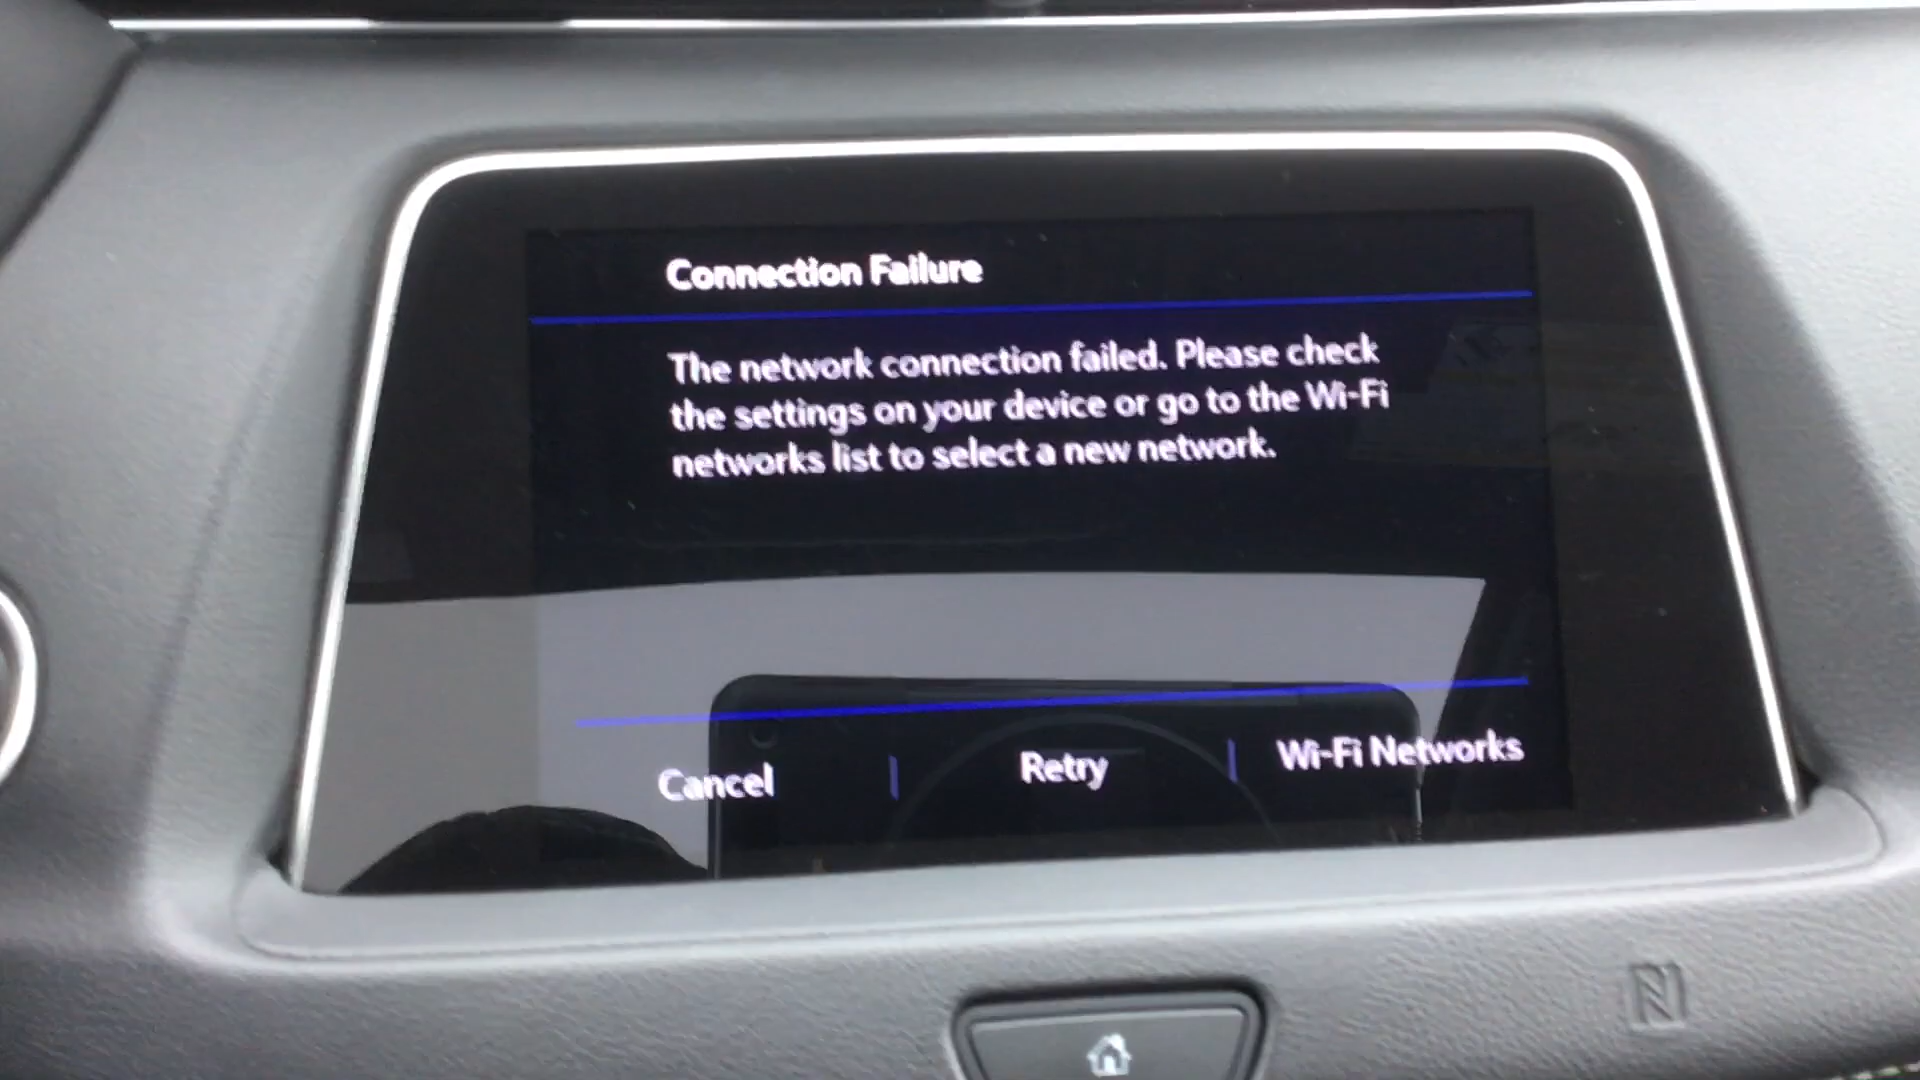 Connection Failure
The network connection failed. Please check
the settings on your device or go to the Wi-Fi
networks list to select a new network.
Cancel
Retry
Wi-Fi Networks